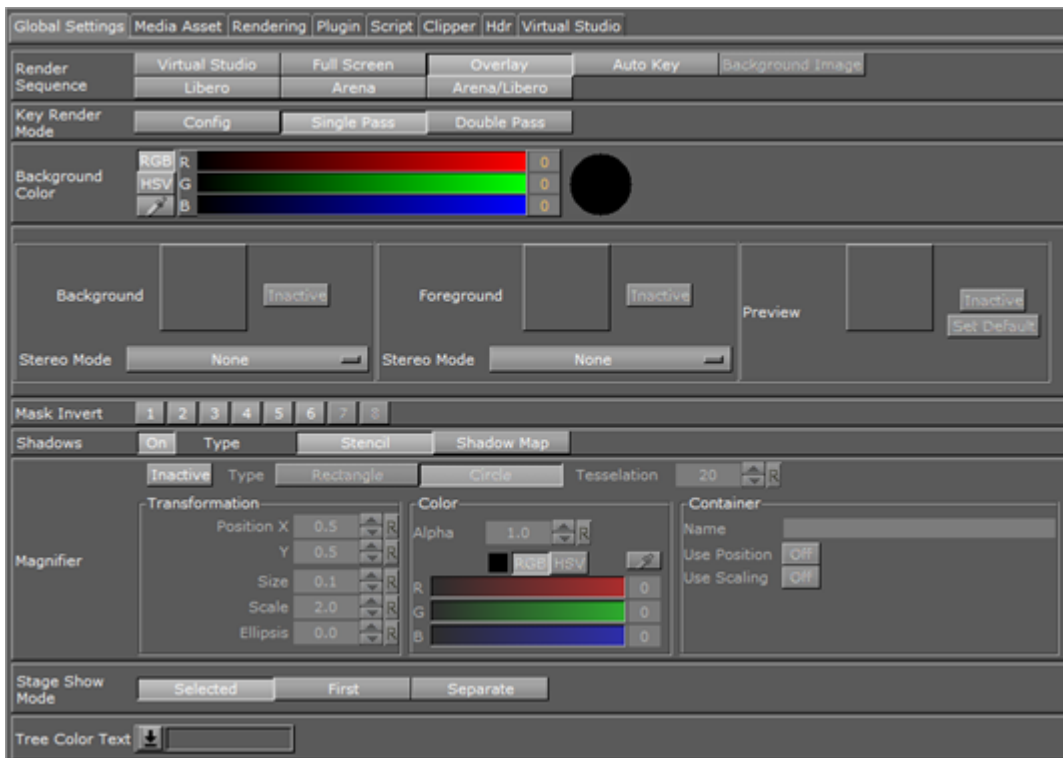 Global Settings Media Asset Rendering Plugin Script Clipper Hdr Virtual Studio
Render Sequence Virtual Studio Full Screen Overlay Auto Key Background Image
Libero Arena Arena/Libero
Key Render Mode Config Single Pass Double Pass
Background Color
RGB R 0
HSV G 0
B 0
Background Inactive Foreground Inactive Preview Inactive
Set Default
Stereo Mode None Stereo Mode None
Mask Invert 1 2 3 4 5 6 7 8
Shadows On Type Stencil Shadow Map
Magnifier
Inactive Type Rectangle Circle Tesselation 20 R
Transformation
Position X 0.5 R
Y 0.5 R
Size 0.1 R
Scale 2.0 R
Ellipsis 0.0 R
Color
Alpha 1.0 R
RGB HSV
R 0
G 0
B 0
Container
Name
Use Position Off
Use Scaling Off
Stage Show Mode Selected First Separate
Tree Color Text